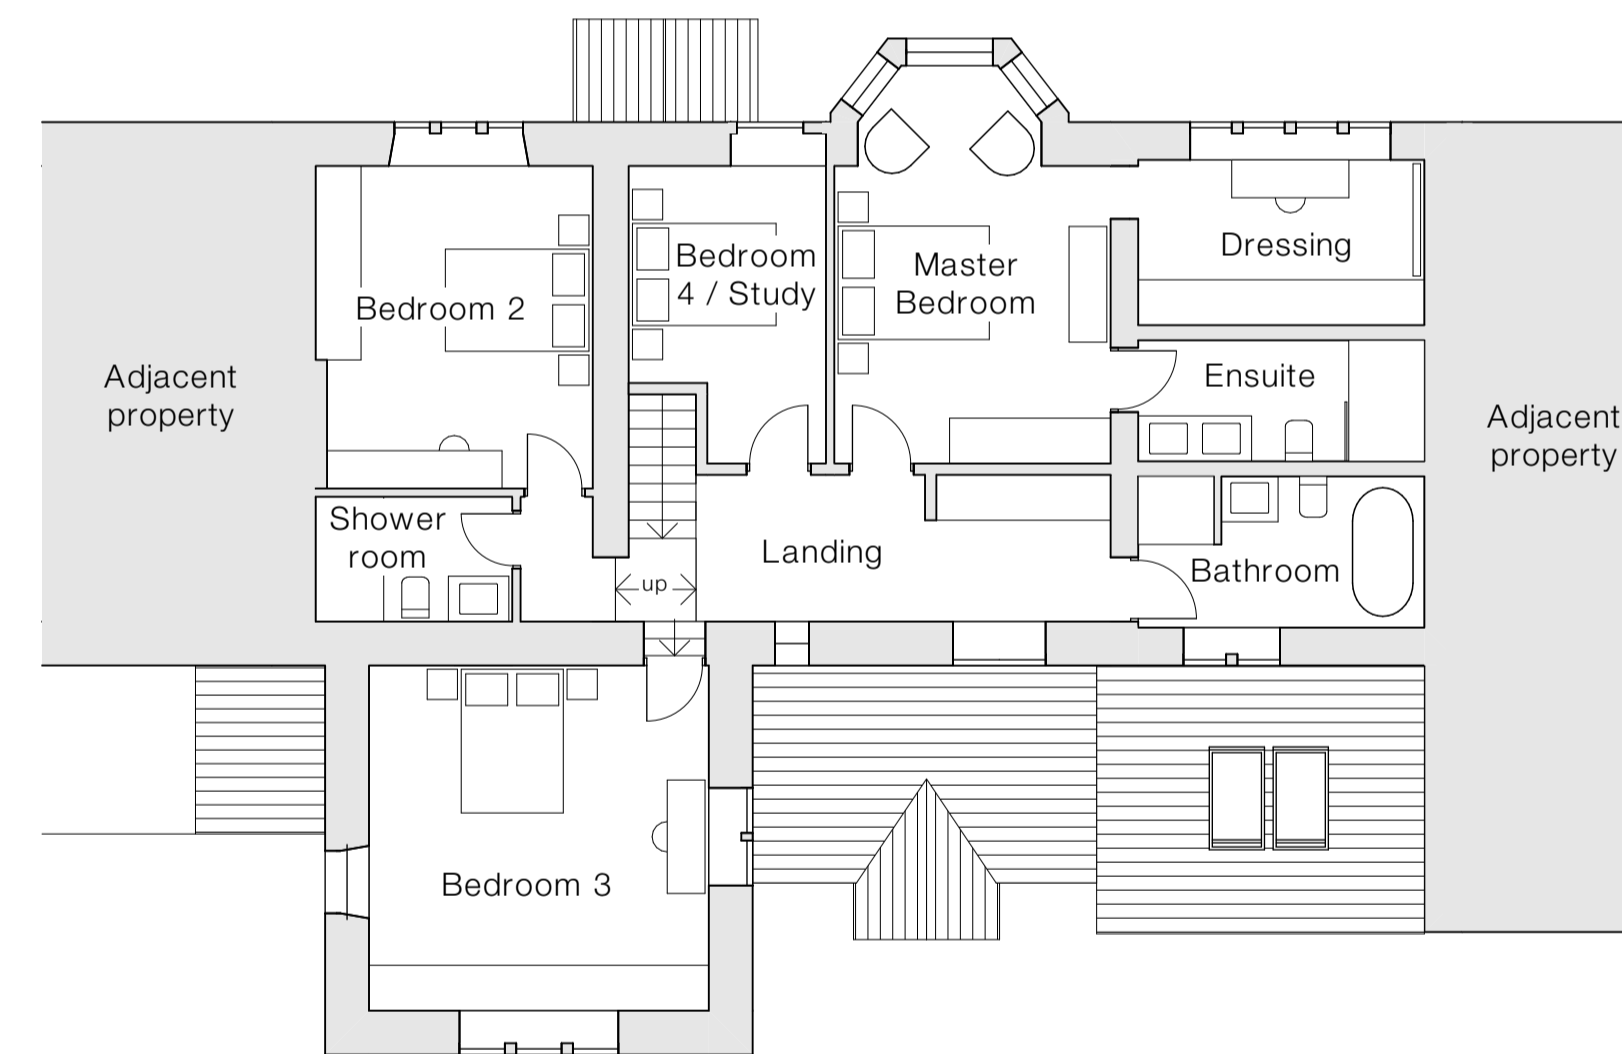 Bedroom 2
Bedroom
4 / Study
Master
Bedroom
Dressing
Adjacent
property
Ensuite
Adjacent
property
Shower
room
Landing
up
Bathroom
Bedroom 3